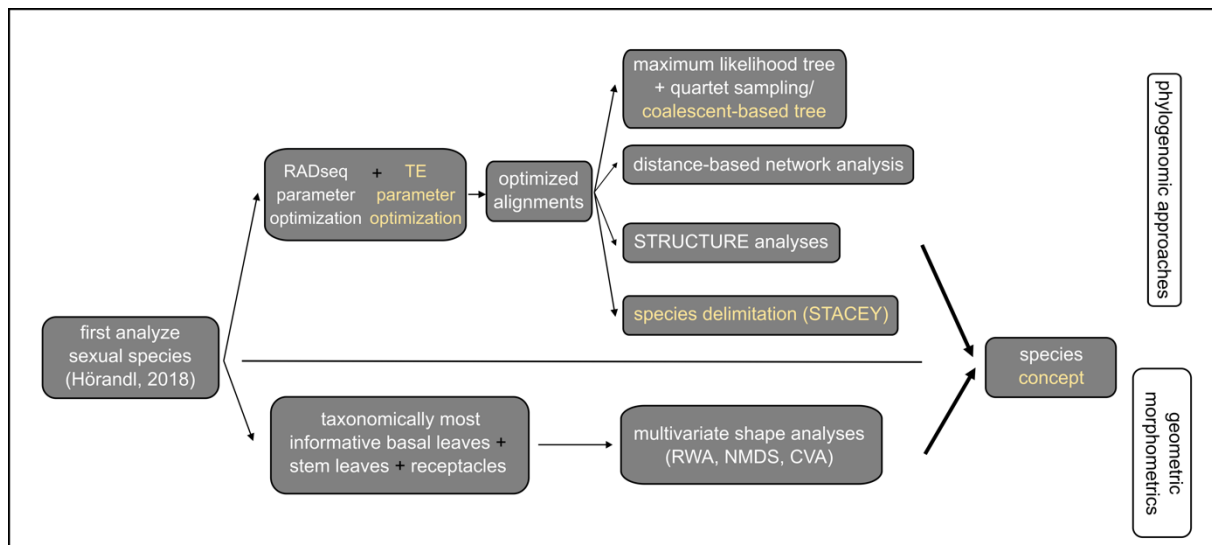 first analyze
sexual species
(Hörandl, 2018)
RADseq + TE
parameter parameter
optimization optimization
optimized
alignments
maximum likelihood tree
+ quartet sampling/
coalescent-based tree
distance-based network analysis
STRUCTURE analyses
species delimitation (STACEY)
taxonomically most
informative basal leaves +
stem leaves + receptacles
multivariate shape analyses
(RWA, NMDS, CVA)
species
concept
phylogenomic approaches
geometric
morphometrics